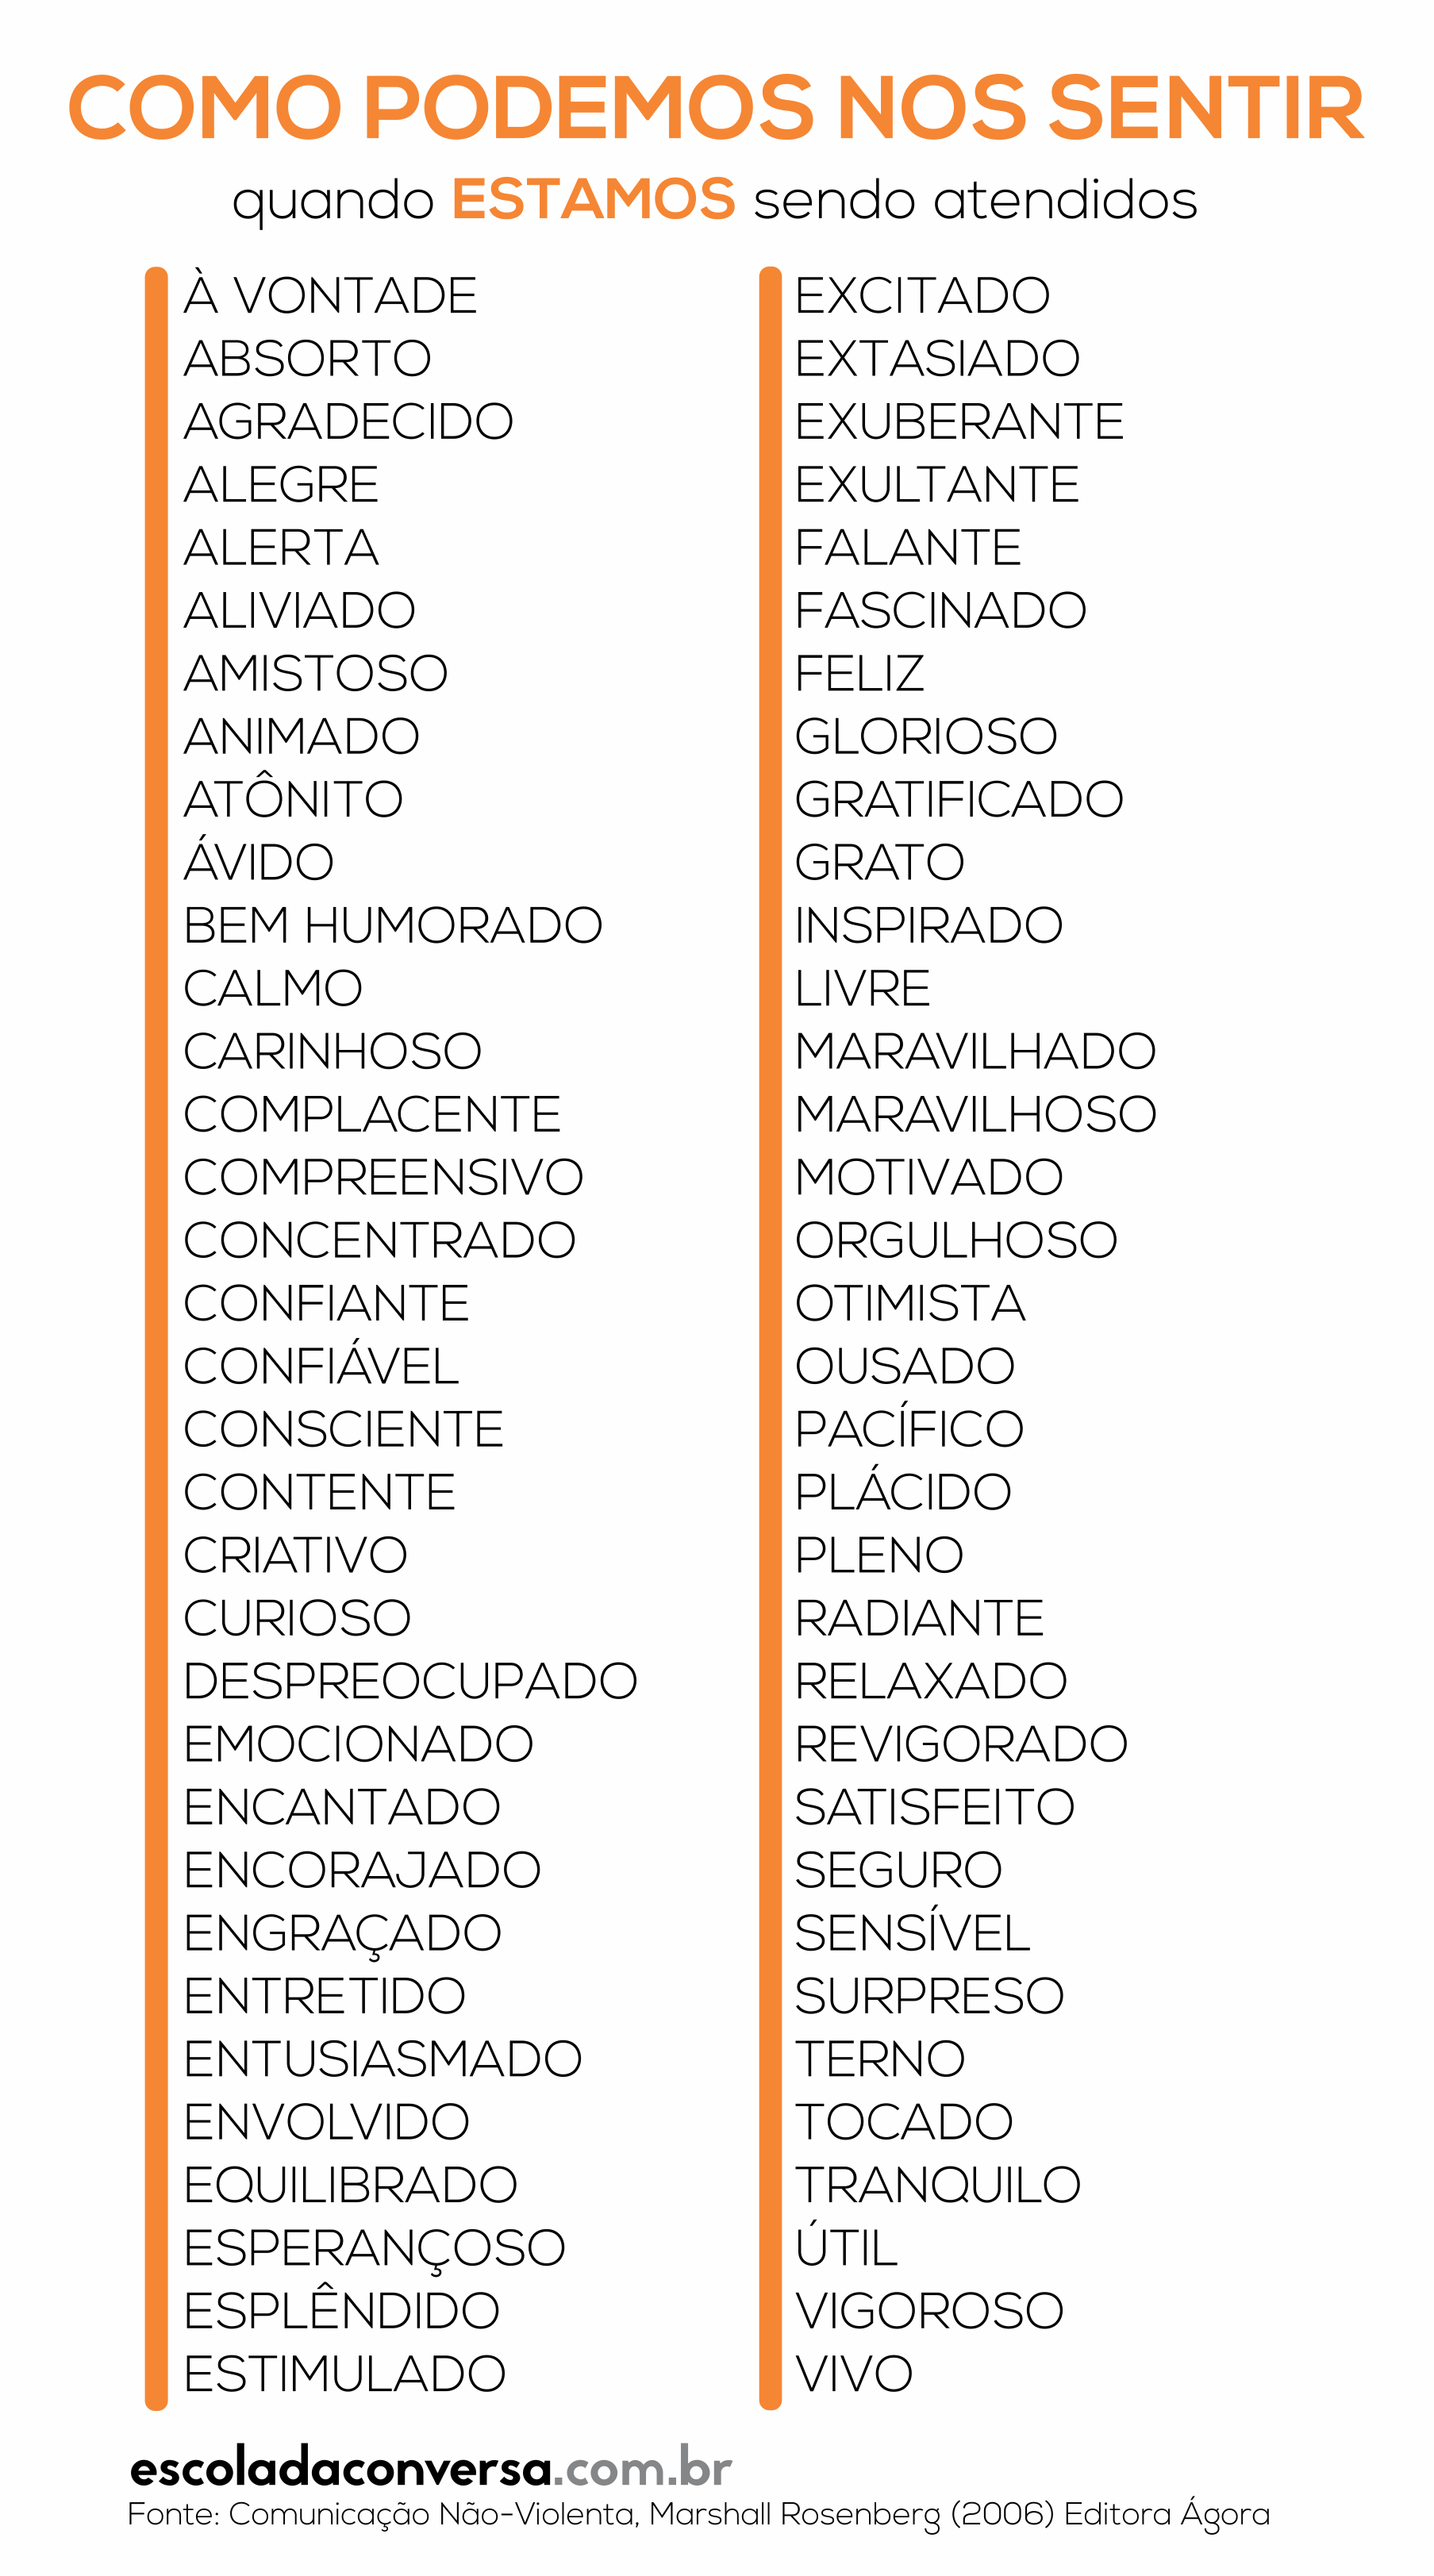 COMO PODEMOS NOS SENTIR
quando ESTAMOS sendo atendidos
À VONTADE
ABSORTO
AGRADECIDO
ALEGRE
ALERTA
ALIVIADO
AMISTOSO
ANIMADO
ATÔNITO
ÁVIDO
BEM HUMORADO
CALMO
CARINHOSO
COMPLACENTE
COMPREENSIVO
CONCENTRADO
CONFIANTE
CONFIÁVEL
CONSCIENTE
CONTENTE
CRIATIVO
CURIOSO
DESPREOCUPADO
EMOCIONADO
ENCANTADO
ENCORAJADO
ENGRAÇADO
ENTRETIDO
ENTUSIASMADO
ENVOLVIDO
EQUILIBRADO
ESPERANÇOSO
ESPLÊNDIDO
ESTIMULADO
EXCITADO
EXTASIADO
EXUBERANTE
EXULTANTE
FALANTE
FASCINADO
FELIZ
GLORIOSO
GRATIFICADO
GRATO
INSPIRADO
LIVRE
MARAVILHADO
MARAVILHOSO
MOTIVADO
ORGULHOSO
OTIMISTA
OUSADO
PACÍFICO
PLÁCIDO
PLENO
RADIANTE
RELAXADO
REVIGORADO
SATISFEITO
SEGURO
SENSÍVEL
SURPRESO
TERNO
TOCADO
TRANQUILO
ÚTIL
VIGOROSO
VIVO
escoladaconversa.com.br
Fonte: Comunicação Não-Violenta, Marshall Rosenberg (2006) Editora Ágora